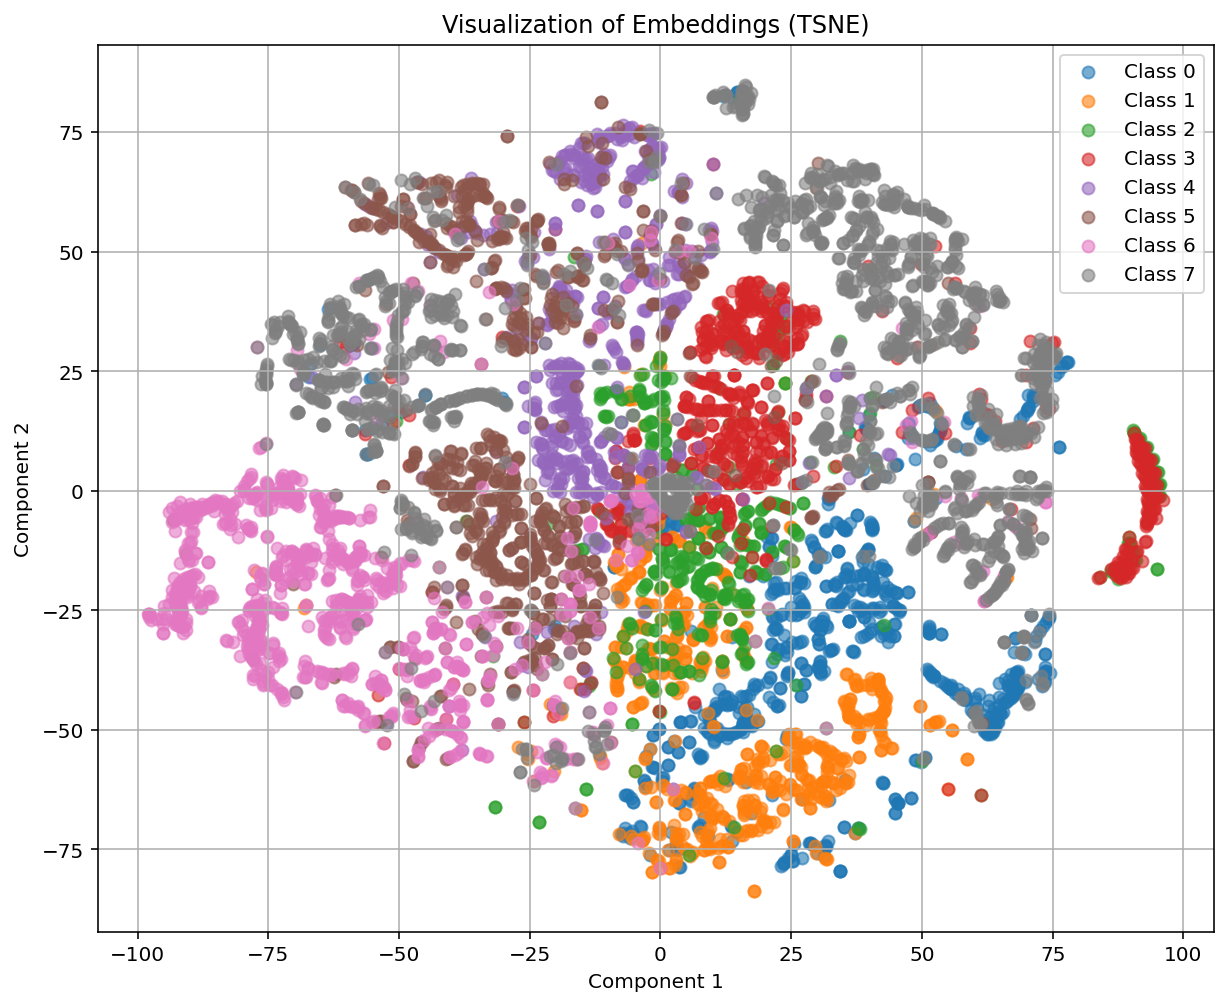 Visualization of Embeddings (TSNE)
Class 0
Class 1
Class 2
Class 3
Class 4
Class 5
Class 6
Class 7
75
50
25
0
−25
−50
−75
Component 2
−100
−75
−50
−25
0
25
50
75
100
Component 1